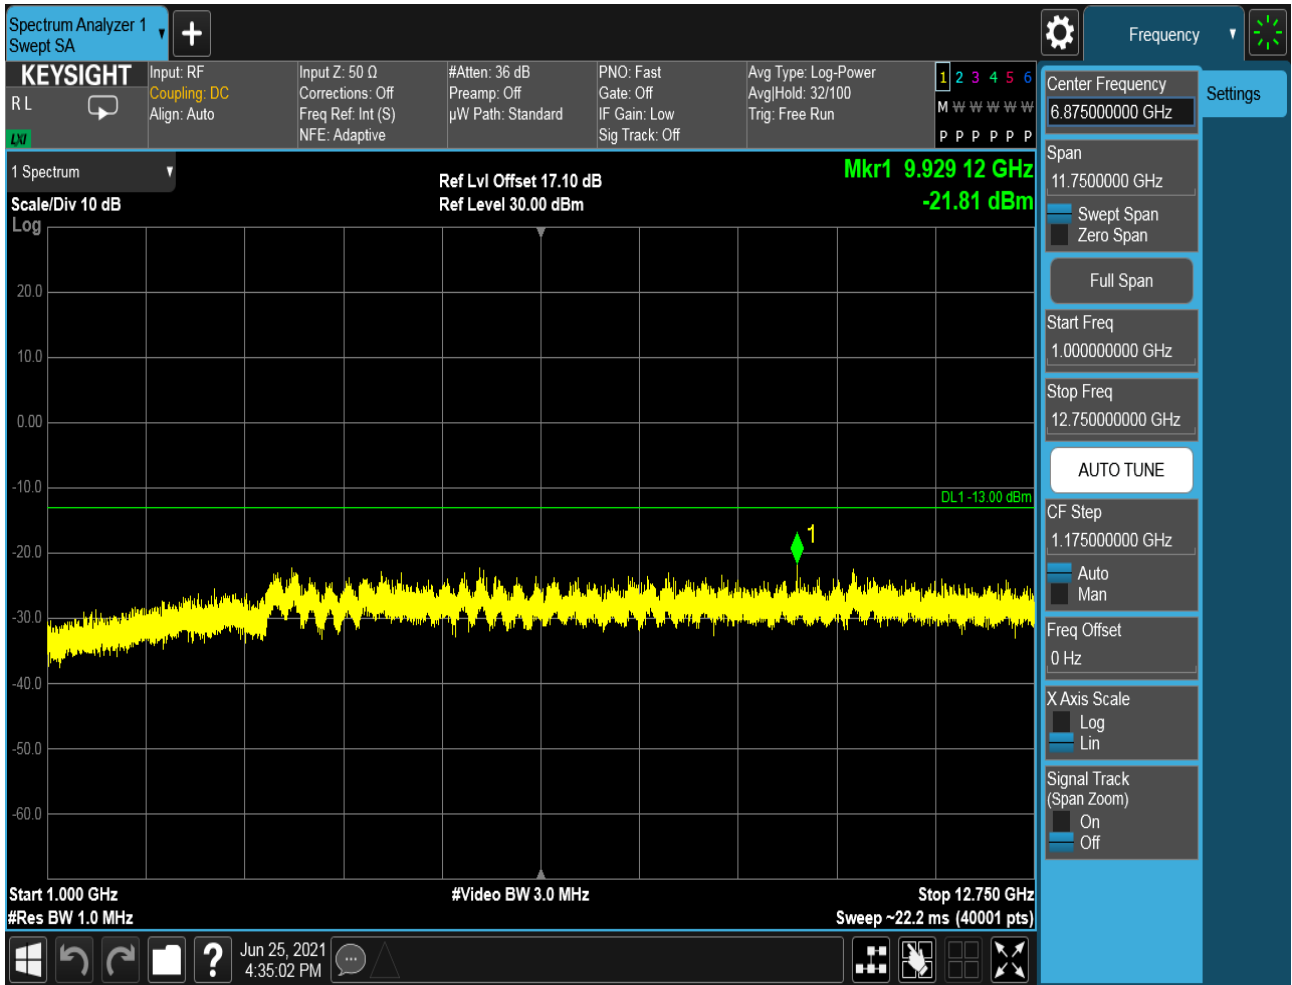 Spectrum Analyzer 1
Swept SA
Frequency
KEYSIGHT
R L
LXI
Input: RF
Coupling: DC
Align: Auto
Input Z: 50 Ω
Corrections: Off
Freq Ref: Int (S)
NFE: Adaptive
#Atten: 36 dB
Preamp: Off
µW Path: Standard
PNO: Fast
Gate: Off
IF Gain: Low
Sig Track: Off
Avg Type: Log-Power
Avg|Hold: 32/100
Trig: Free Run
1 2 3 4 5 6
M W W W W W
P P P P P P
1 Spectrum
Scale/Div 10 dB
Log
Ref Lvl Offset 17.10 dB
Ref Level 30.00 dBm
Mkr1 9.929 12 GHz
-21.81 dBm
20.0
10.0
0.00
-10.0
DL1 -13.00 dBm
1
-20.0
-30.0
-40.0
-50.0
-60.0
Start 1.000 GHz
#Res BW 1.0 MHz
#Video BW 3.0 MHz
Stop 12.750 GHz
Sweep ~22.2 ms (40001 pts)
Center Frequency
6.875000000 GHz
Settings
Span
11.7500000 GHz
Swept Span
Zero Span
Full Span
Start Freq
1.000000000 GHz
Stop Freq
12.750000000 GHz
AUTO TUNE
CF Step
1.175000000 GHz
Auto
Man
Freq Offset
0 Hz
X Axis Scale
Log
Lin
Signal Track
(Span Zoom)
On
Off
?
Jun 25, 2021
4:35:02 PM